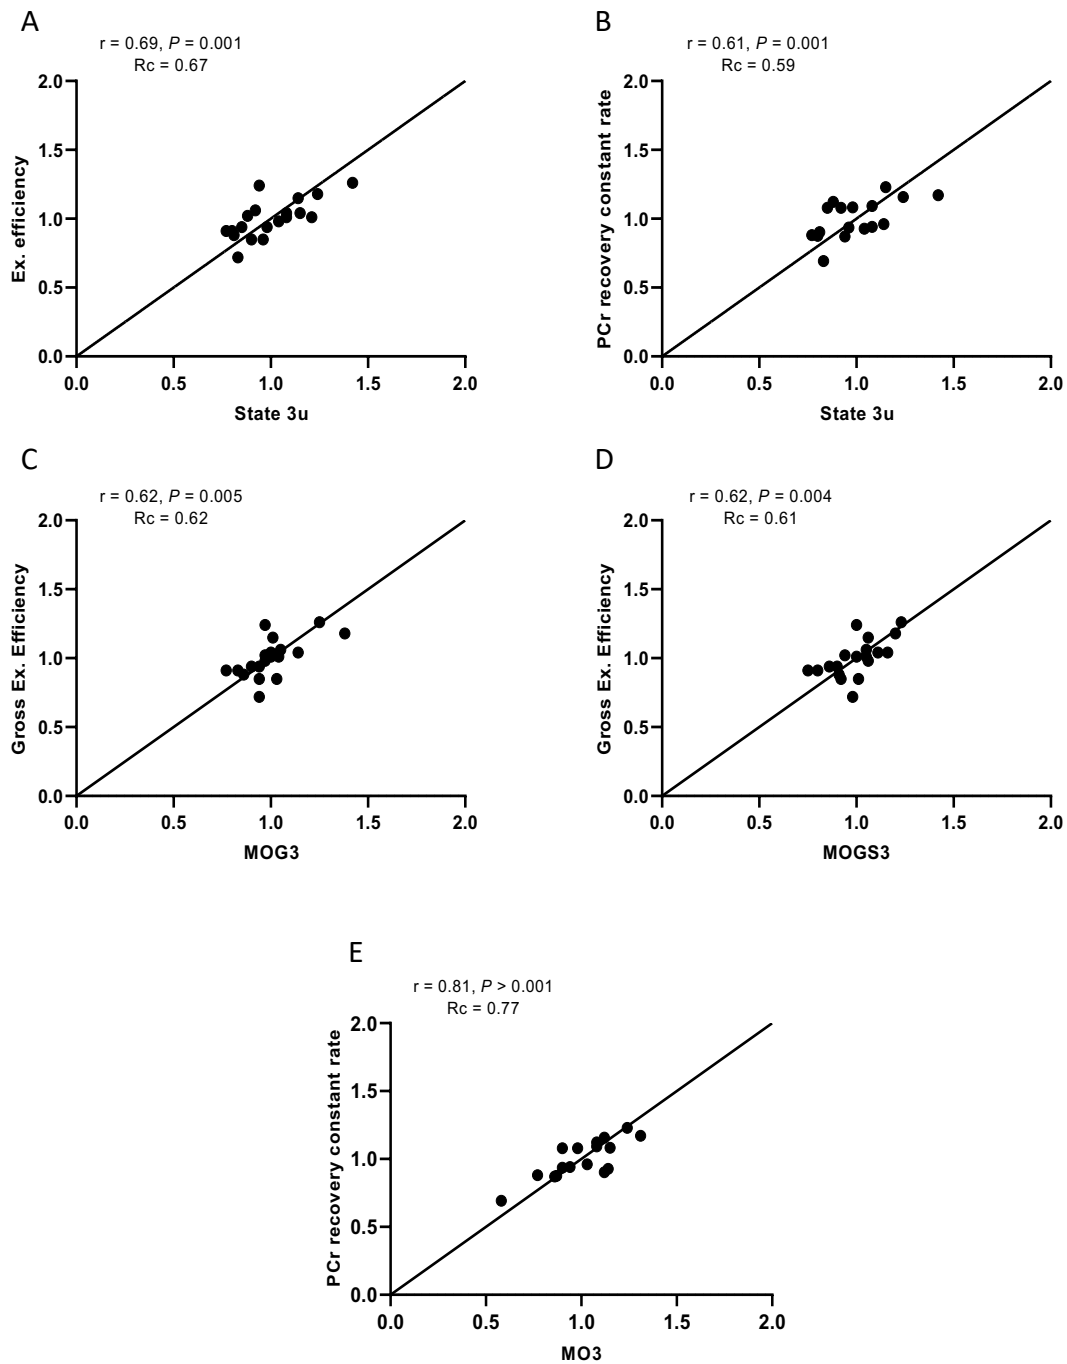 A
r = 0.69, P = 0.001
Rc = 0.67
2.0
1.5
1.0
0.5
0.0
Ex. efficiency
0.0 0.5 1.0 1.5 2.0
State 3u
B
r = 0.61, P = 0.001
Rc = 0.59
2.0
1.5
1.0
0.5
0.0
PCr recovery constant rate
0.0 0.5 1.0 1.5 2.0
State 3u
C
r = 0.62, P = 0.005
Rc = 0.62
2.0
1.5
1.0
0.5
0.0
Gross Ex. Efficiency
0.0 0.5 1.0 1.5 2.0
MOG3
D
r = 0.62, P = 0.004
Rc = 0.61
2.0
1.5
1.0
0.5
0.0
Gross Ex. Efficiency
0.0 0.5 1.0 1.5 2.0
MOGS3
E
r = 0.81, P > 0.001
Rc = 0.77
2.0
1.5
1.0
0.5
0.0
PCr recovery constant rate
0.0 0.5 1.0 1.5 2.0
MO3